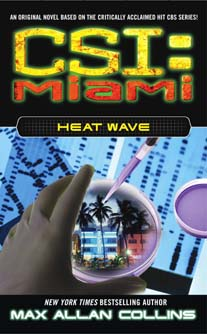 AN ORIGINAL NOVEL BASED ON THE CRITICALLY ACCLAIMED HIT CBS SERIES!
CSI:
miami
HEAT WAVE
NEW YORK TIMES BESTSELLING AUTHOR
MAX ALLAN COLLINS